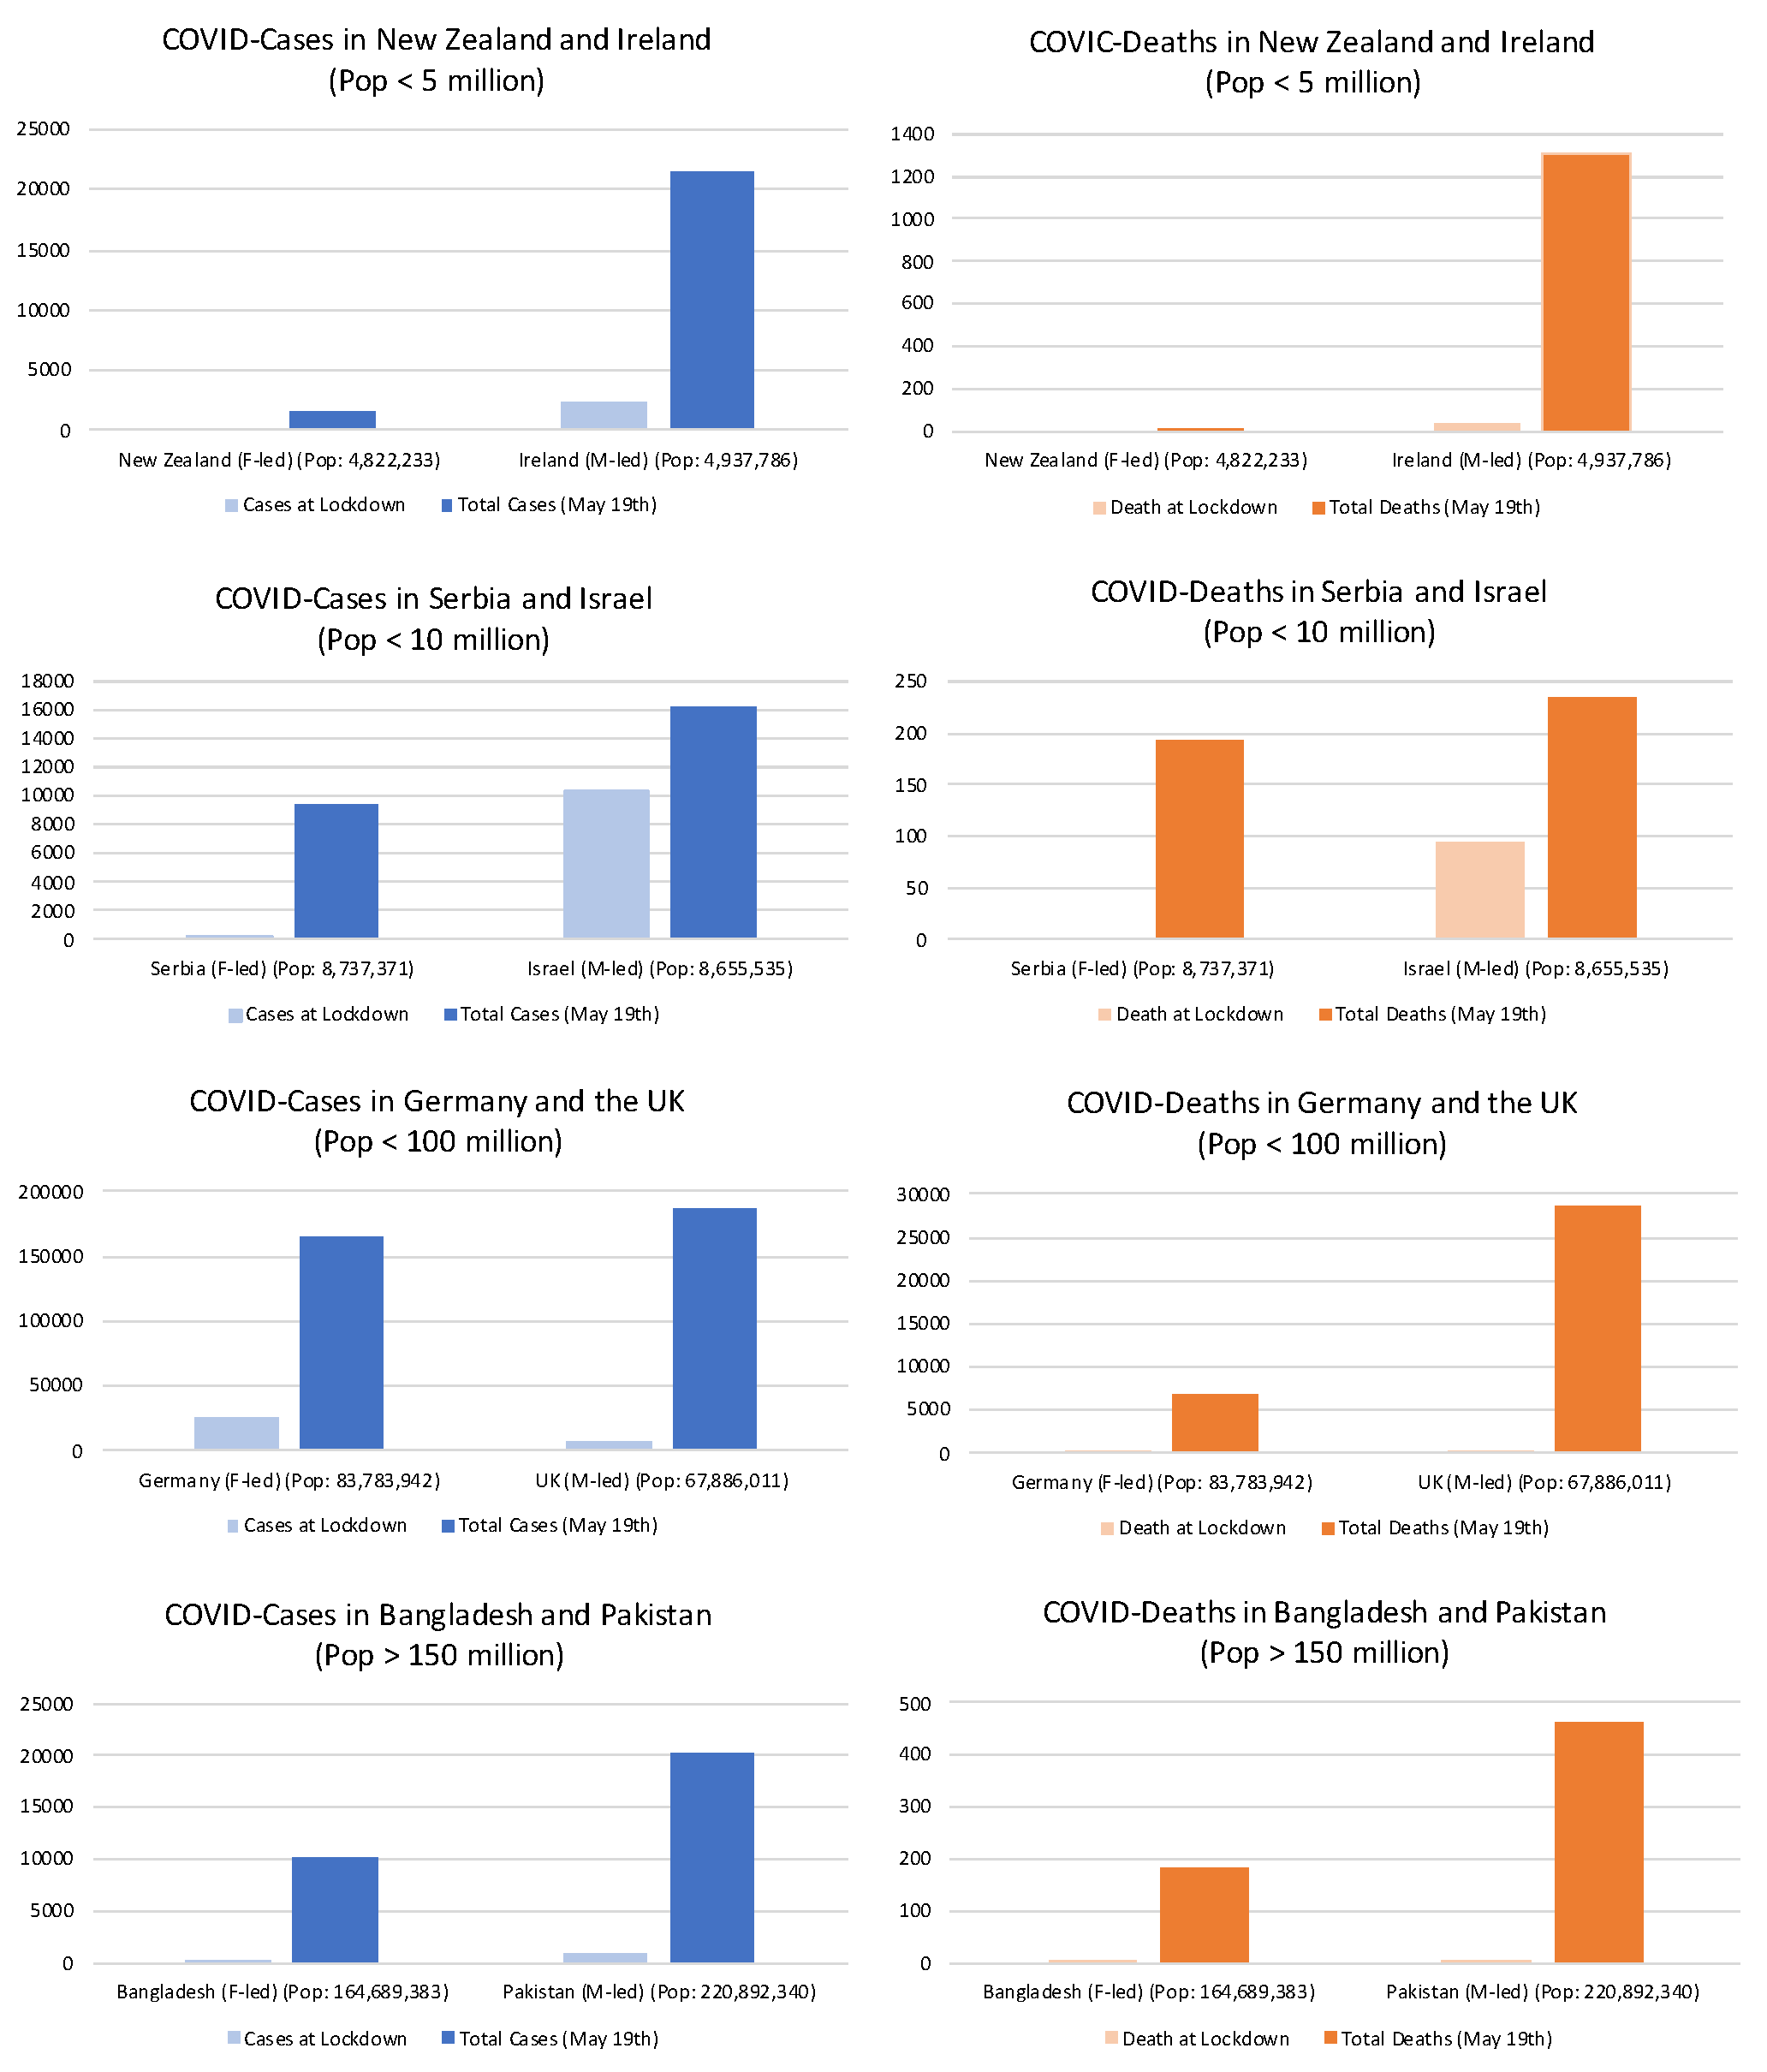 COVID-Cases in New Zealand and Ireland
(Pop < 5 million)
25000
20000
15000
10000
5000
0
New Zealand (F-led) (Pop: 4,822,233)
Ireland (M-led) (Pop: 4,937,786)
Cases at Lockdown
Total Cases (May 19th)
COVIC-Deaths in New Zealand and Ireland
(Pop < 5 million)
1400
1200
1000
800
600
400
200
0
New Zealand (F-led) (Pop: 4,822,233)
Ireland (M-led) (Pop: 4,937,786)
Death at Lockdown
Total Deaths (May 19th)
COVID-Cases in Serbia and Israel
(Pop < 10 million)
18000
16000
14000
12000
10000
8000
6000
4000
2000
0
Serbia (F-led) (Pop: 8,737,371)
Israel (M-led) (Pop: 8,655,535)
Cases at Lockdown
Total Cases (May 19th)
COVID-Deaths in Serbia and Israel
(Pop < 10 million)
250
200
150
100
50
0
Serbia (F-led) (Pop: 8,737,371)
Israel (M-led) (Pop: 8,655,535)
Death at Lockdown
Total Deaths (May 19th)
COVID-Cases in Germany and the UK
(Pop < 100 million)
200000
150000
100000
50000
0
Germany (F-led) (Pop: 83,783,942)
UK (M-led) (Pop: 67,886,011)
Cases at Lockdown
Total Cases (May 19th)
COVID-Deaths in Germany and the UK
(Pop < 100 million)
30000
25000
20000
15000
10000
5000
0
Germany (F-led) (Pop: 83,783,942)
UK (M-led) (Pop: 67,886,011)
Death at Lockdown
Total Deaths (May 19th)
COVID-Cases in Bangladesh and Pakistan
(Pop > 150 million)
25000
20000
15000
10000
5000
0
Bangladesh (F-led) (Pop: 164,689,383)
Pakistan (M-led) (Pop: 220,892,340)
Cases at Lockdown
Total Cases (May 19th)
COVID-Deaths in Bangladesh and Pakistan
(Pop > 150 million)
500
400
300
200
100
0
Bangladesh (F-led) (Pop: 164,689,383)
Pakistan (M-led) (Pop: 220,892,340)
Death at Lockdown
Total Deaths (May 19th)